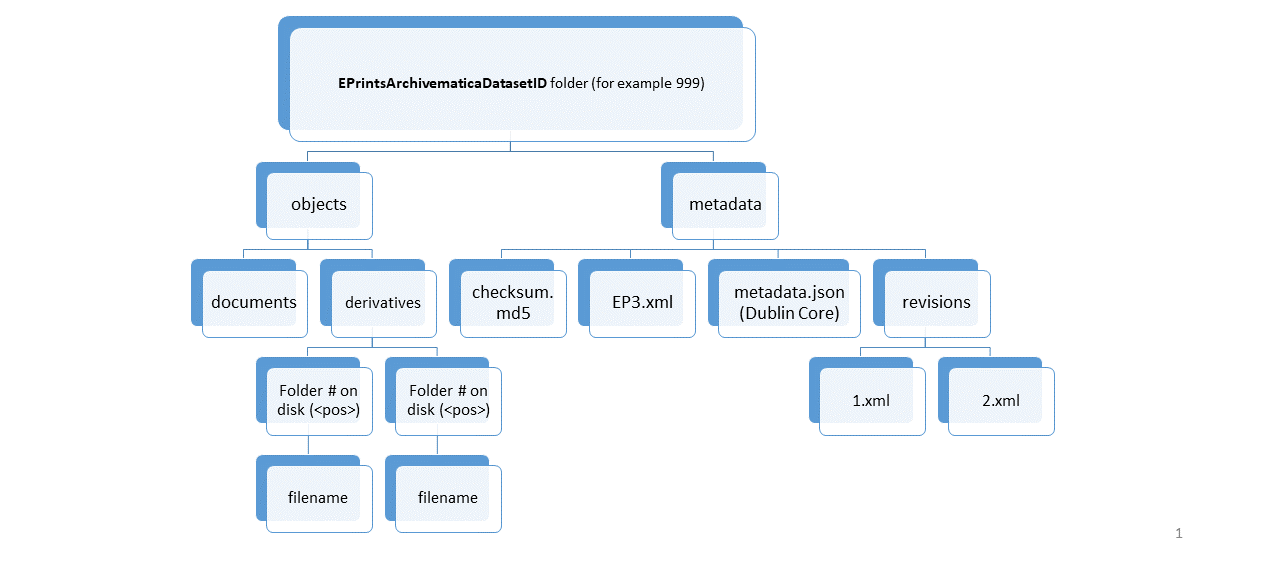 EPrintsArchivematicaDatasetID folder (for example 999)
objects
metadata
documents
derivatives
checksum.
md5
EP3.xml
metadata.json
(Dublin Core)
revisions
Folder # on
disk (<pos>)
Folder # on
disk (<pos>)
1.xml
2.xml
filename
filename
1